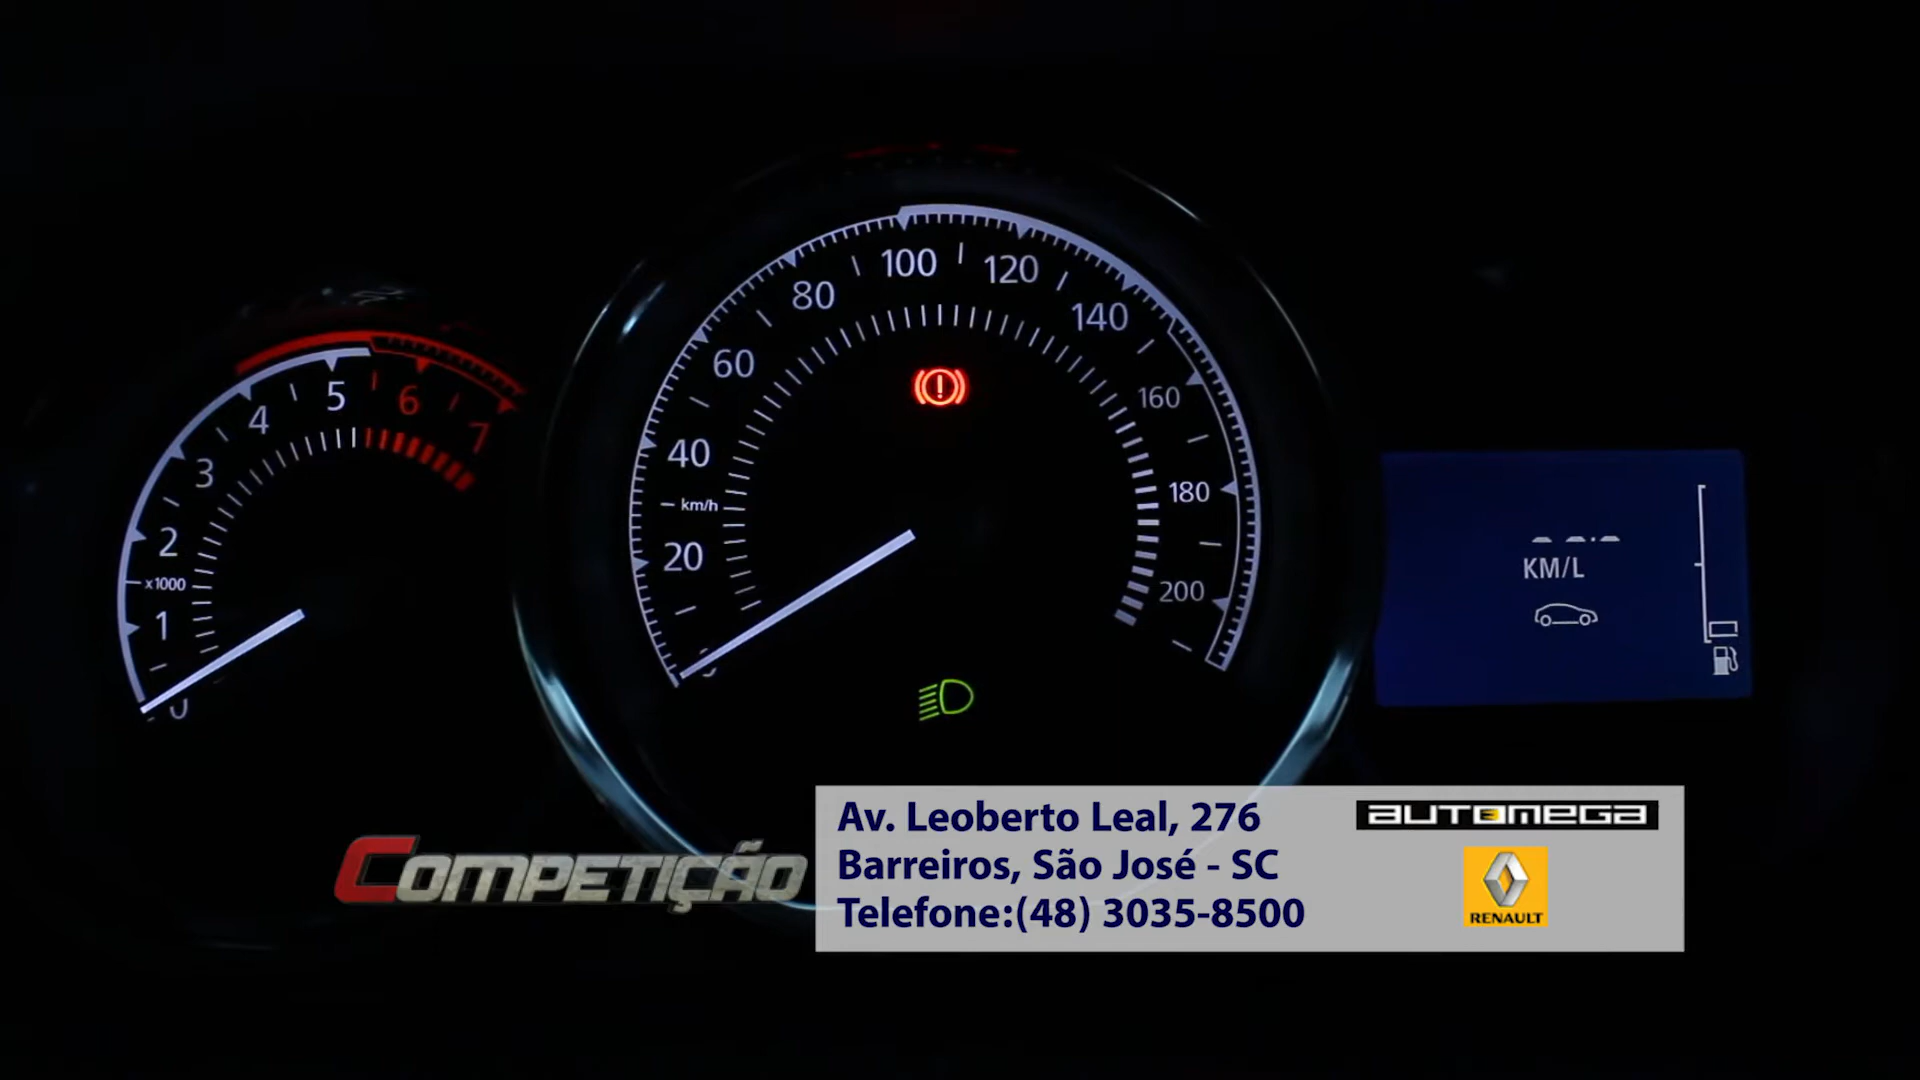 0
1
x1000
2
3
4
5
6
7
20
km/h
40
60
80
100
120
140
160
180
200
KM/L
COMPETIÇÃO
Av. Leoberto Leal, 276
Barreiros, São José - SC
Telefone:(48) 3035-8500
AUTOMEGA
RENAULT